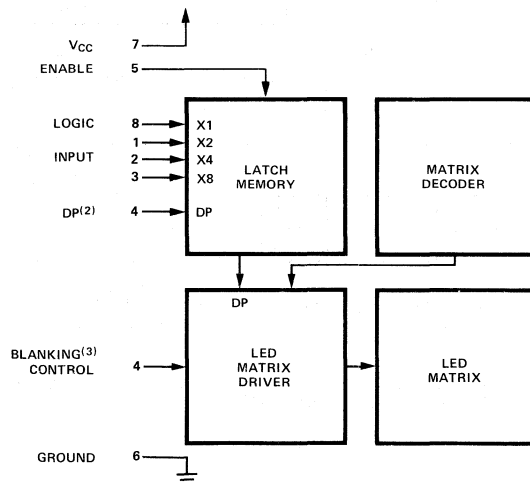 VCC 7
ENABLE 5
LOGIC 8 X1
1 X2
INPUT 2 X4
3 X8
DP(2) 4 DP
LATCH
MEMORY
MATRIX
DECODER
DP
BLANKING(3)
CONTROL 4
LED
MATRIX
DRIVER
LED
MATRIX
GROUND 6